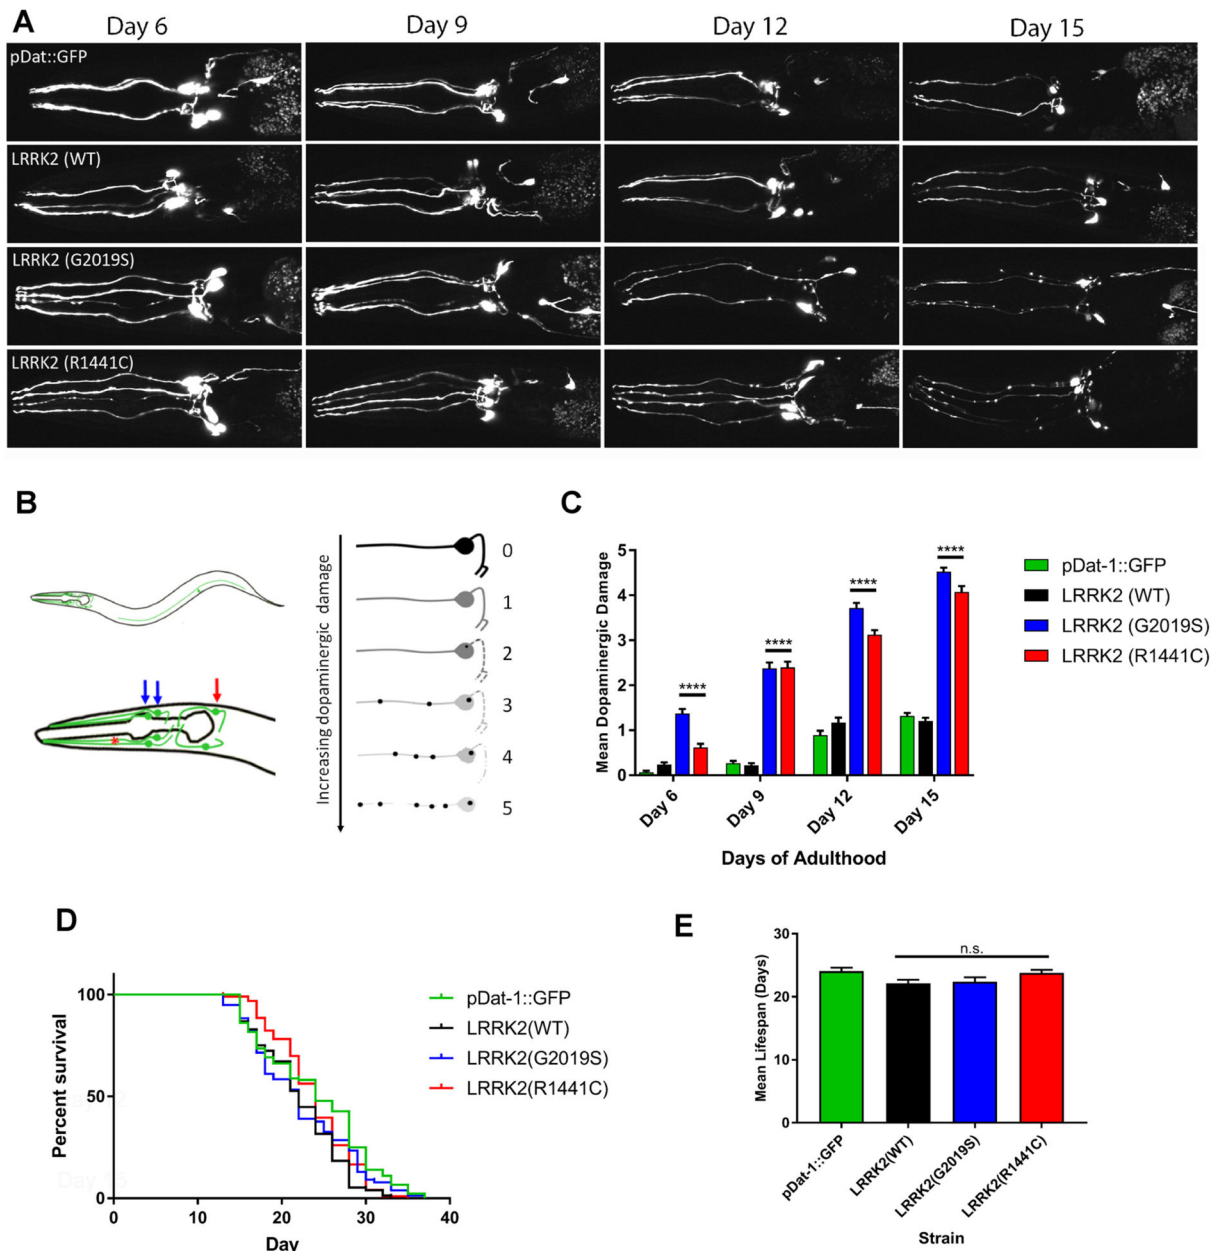 A
Day 6
Day 9
Day 12
Day 15
pDat::GFP
LRRK2 (WT)
LRRK2 (G2019S)
LRRK2 (R1441C)
B
Increasing dopaminergic damage
0
1
2
3
4
5
*
C
Mean Dopaminergic Damage
5
4
3
2
1
0
****
****
****
****
Day 6
Day 9
Day 12
Day 15
Days of Adulthood
pDat-1::GFP
LRRK2 (WT)
LRRK2 (G2019S)
LRRK2 (R1441C)
D
Percent survival
100
50
0
0
10
20
30
40
Day
Day 15
pDat-1::GFP
LRRK2(WT)
LRRK2(G2019S)
LRRK2(R1441C)
E
Mean Lifespan (Days)
30
20
10
0
n.s.
pDat-1::GFP
LRRK2(WT)
LRRK2(G2019S)
LRRK2(R1441C)
Strain